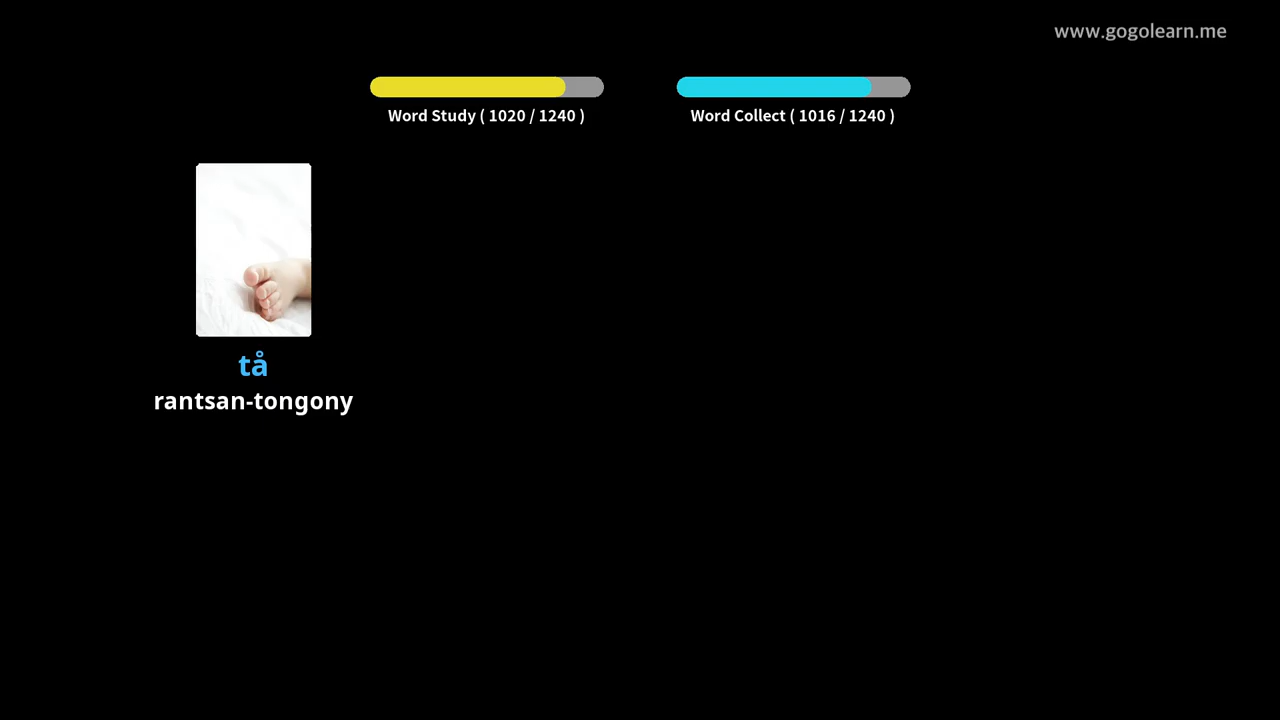 www.gogolearn.me
Word Study ( 1020 / 1240 )
Word Collect ( 1016 / 1240 )
tå
rantsan-tongony